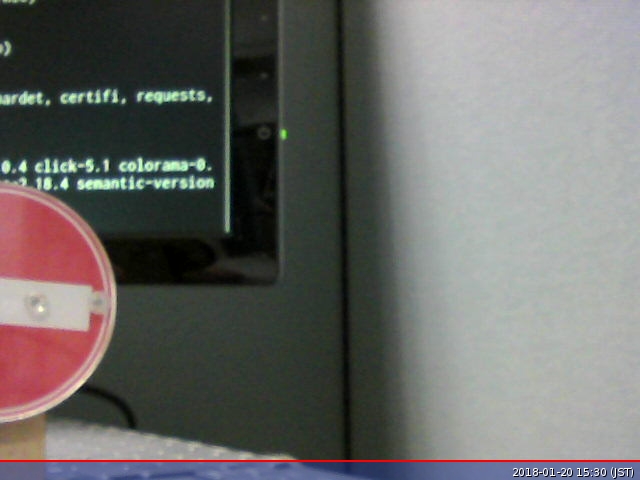 ardet, certifi, requests,
0.4 click-5.1 colorama-0.
18.4 semantic-version
2018-01-20 15:30 (JST)